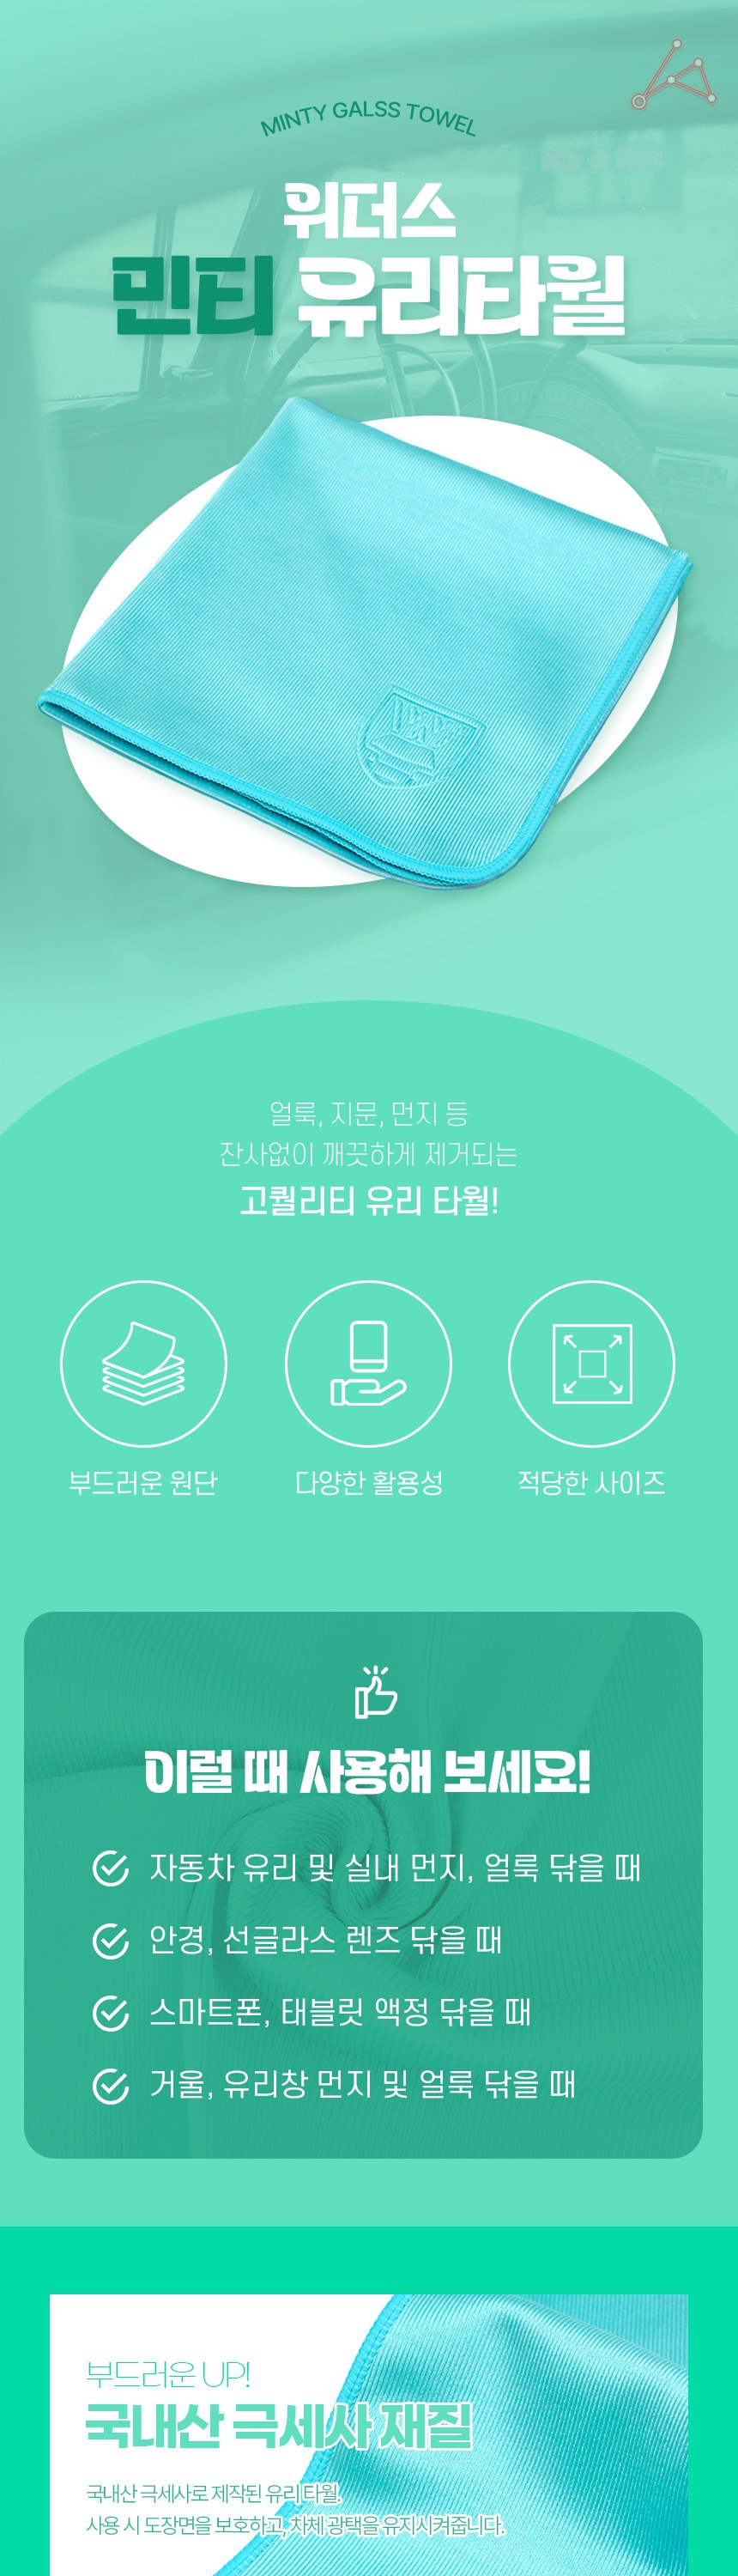 MINTY GALSS TOWEL
위더스
민티 유리타월
얼룩, 지문, 먼지 등
잔사없이 깨끗하게 제거되는
고퀄리티 유리 타월!
부드러운 원단
다양한 활용성
적당한 사이즈
이럴 때 사용해 보세요!
자동차 유리 및 실내 먼지, 얼룩 닦을 때
안경, 선글라스 렌즈 닦을 때
스마트폰, 태블릿 액정 닦을 때
거울, 유리창 먼지 및 얼룩 닦을 때
부드러운 UP!
국내산 극세사 재질
국내산 극세사로 제작된 유리 타월.
사용 시 도장면을 보호하고, 차체 광택을 유지시켜줍니다.